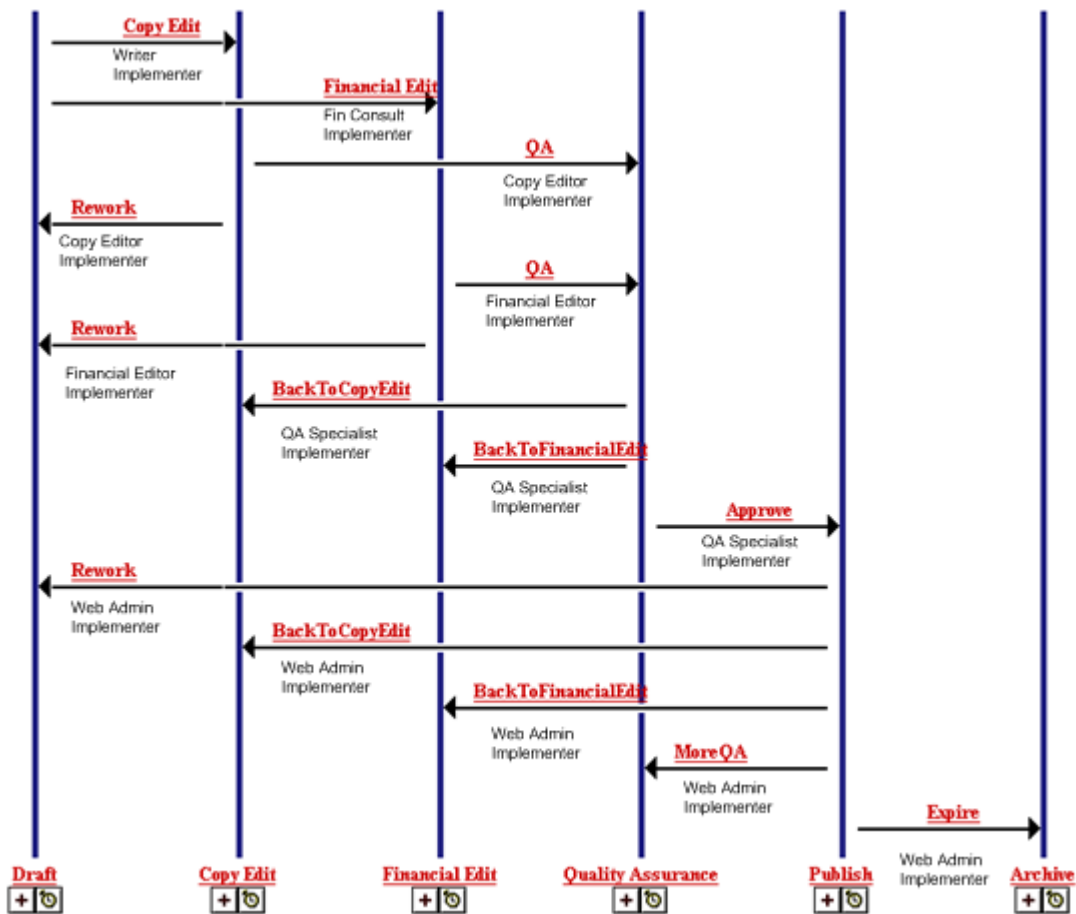 Copy Edit
Writer
Implementer
Financial Edit
Fin Consult
Implementer
QA
Copy Editor
Implementer
Rework
Copy Editor
Implementer
QA
Financial Editor
Implementer
Rework
Financial Editor
Implementer
BackToCopyEdit
QA Specialist
Implementer
BackToFinancialEdit
QA Specialist
Implementer
Approve
QA Specialist
Implementer
Rework
Web Admin
Implementer
BackToCopyEdit
Web Admin
Implementer
BackToFinancialEdit
Web Admin
Implementer
MoreQA
Web Admin
Implementer
Expire
Web Admin
Implementer
Draft Copy Edit Financial Edit Quality Assurance Publish Archive